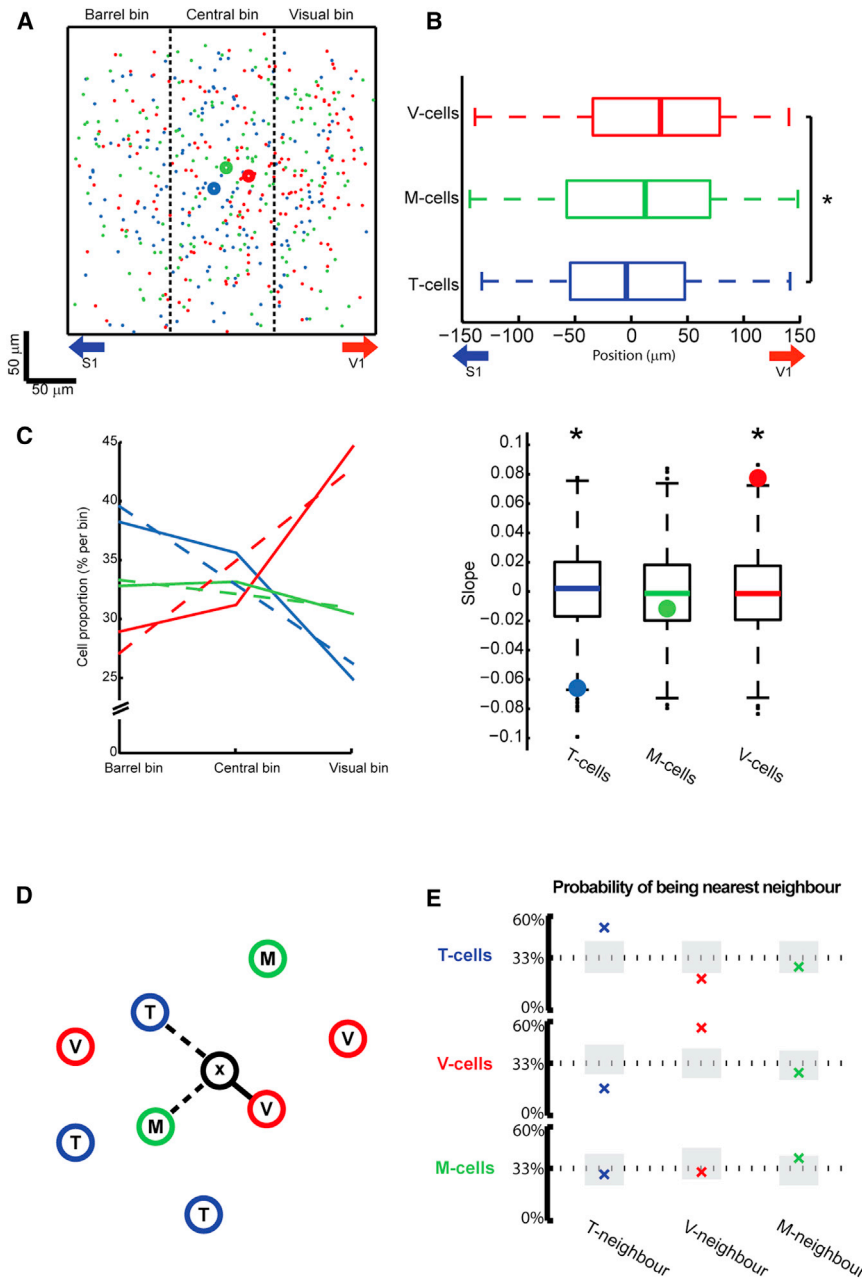 A
Barrel bin Central bin Visual bin
50 μm
50 μm
S1
V1
B
V-cells
M-cells
T-cells
*
−150 −100 −50 0 50 100 150
Position (μm)
S1
V1
C
Cell proportion (% per bin)
45
40
35
30
25
0
Barrel bin Central bin Visual bin
Slope
0.1
0.08
0.06
0.04
0.02
0
−0.02
−0.04
−0.06
−0.08
−0.1
* *
T-cells M-cells V-cells
D
M
T
V
V
X
V
M
T
T
E
Probability of being nearest neighbour
T-cells
60%
33%
0%
V-cells
60%
33%
0%
M-cells
60%
33%
0%
T-neighbour V-neighbour M-neighbour